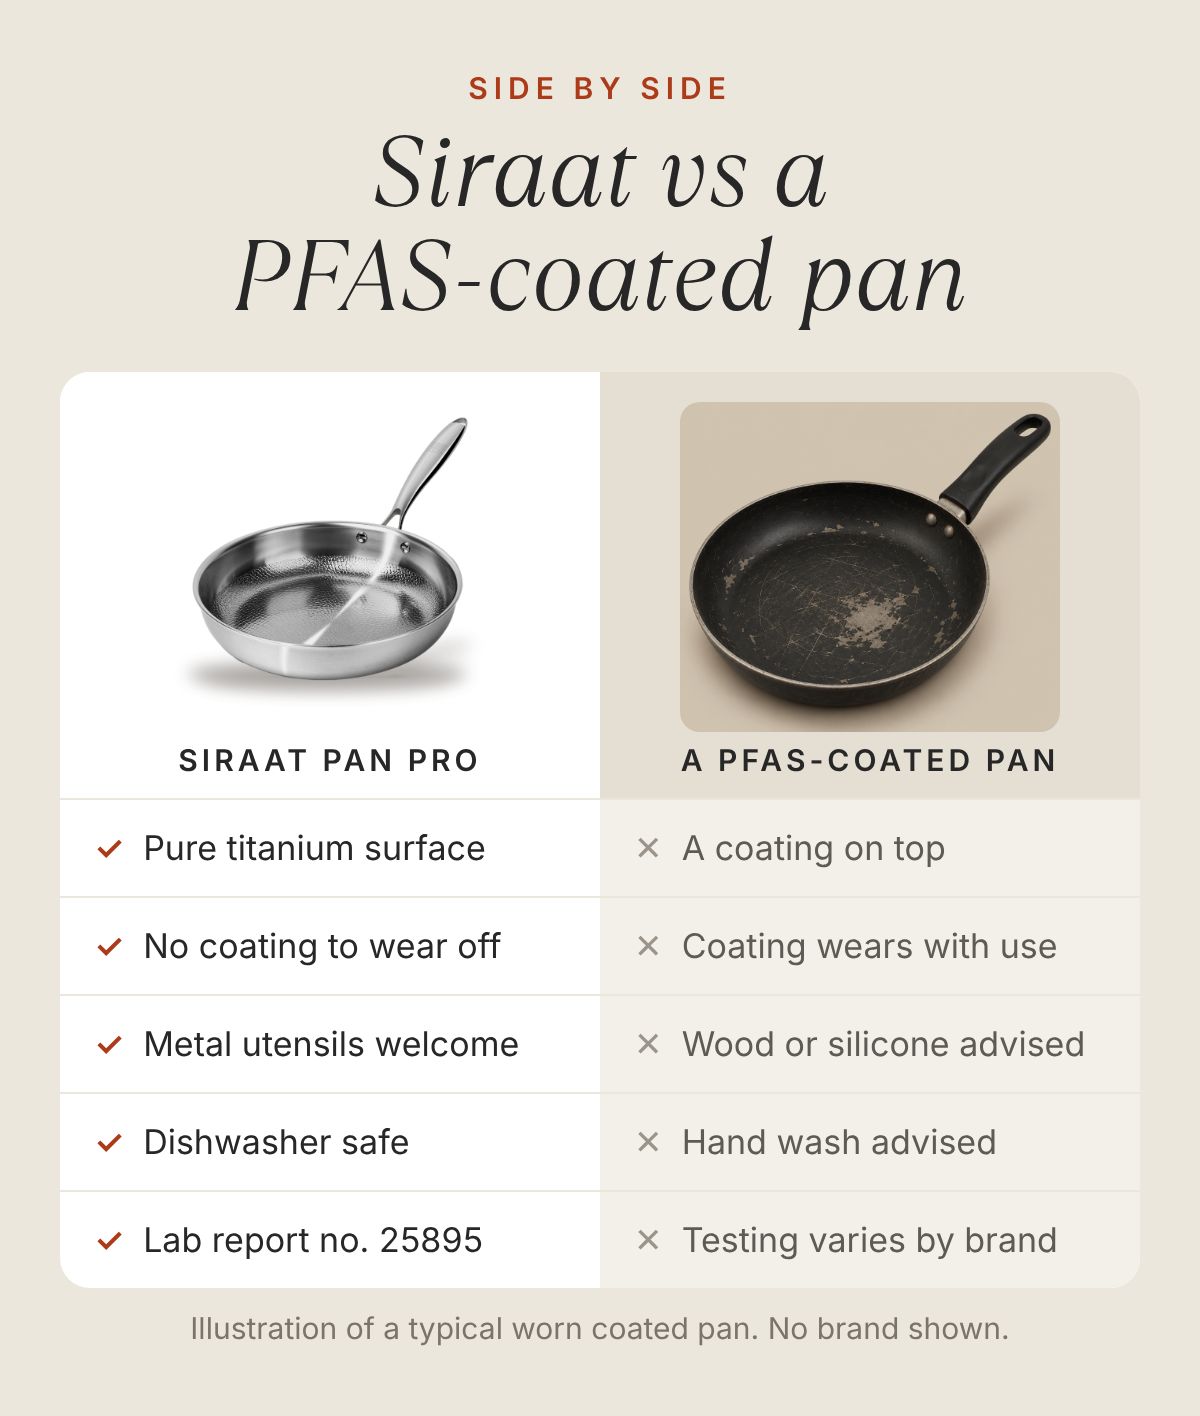 SIDE BY SIDE
Siraat vs a
PFAS-coated pan
SIRAAT PAN PRO
A PFAS-COATED PAN
Pure titanium surface
A coating on top
No coating to wear off
Coating wears with use
Metal utensils welcome
Wood or silicone advised
Dishwasher safe
Hand wash advised
Lab report no. 25895
Testing varies by brand
Illustration of a typical worn coated pan. No brand shown.